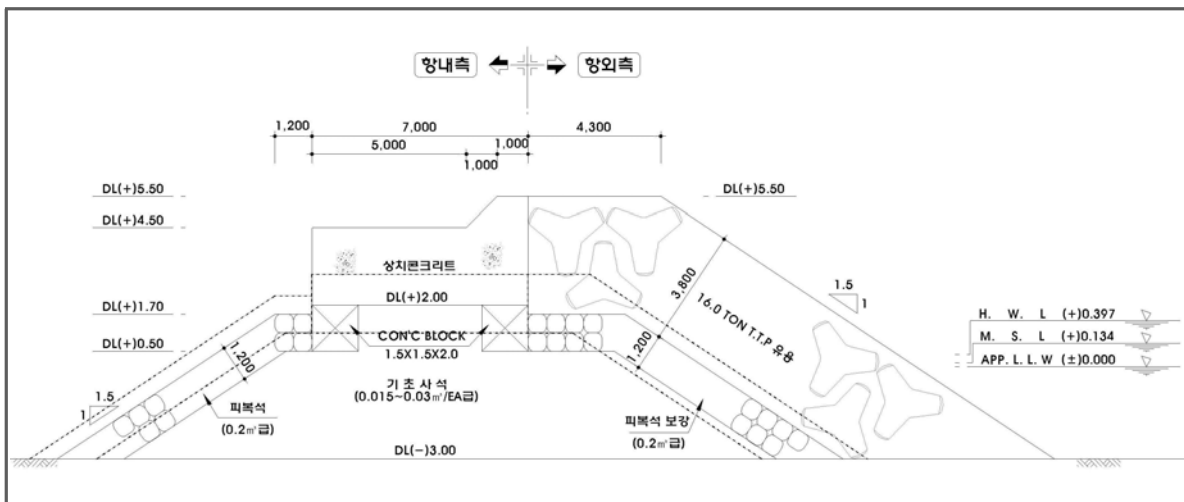 항내측
항외측
1,200
7,000
4,300
5,000
1,000
1,000
DL(+)5.50
DL(+)5.50
DL(+)4.50
상치콘크리트
3,800
1.5
1
16.0 TON T.T.P 유용
DL(+)2.00
DL(+)1.70
H. W. L (+)0.397
CON'C BLOCK
M. S. L (+)0.134
DL(+)0.50
1.5X1.5X2.0
1,200
1,200
APP. L. L. W (±)0.000
기 초 사 석
(0.015~0.03㎥/EA급)
1.5
1
피복석
(0.2㎥급)
피복석 보강
(0.2㎥급)
DL(-)3.00